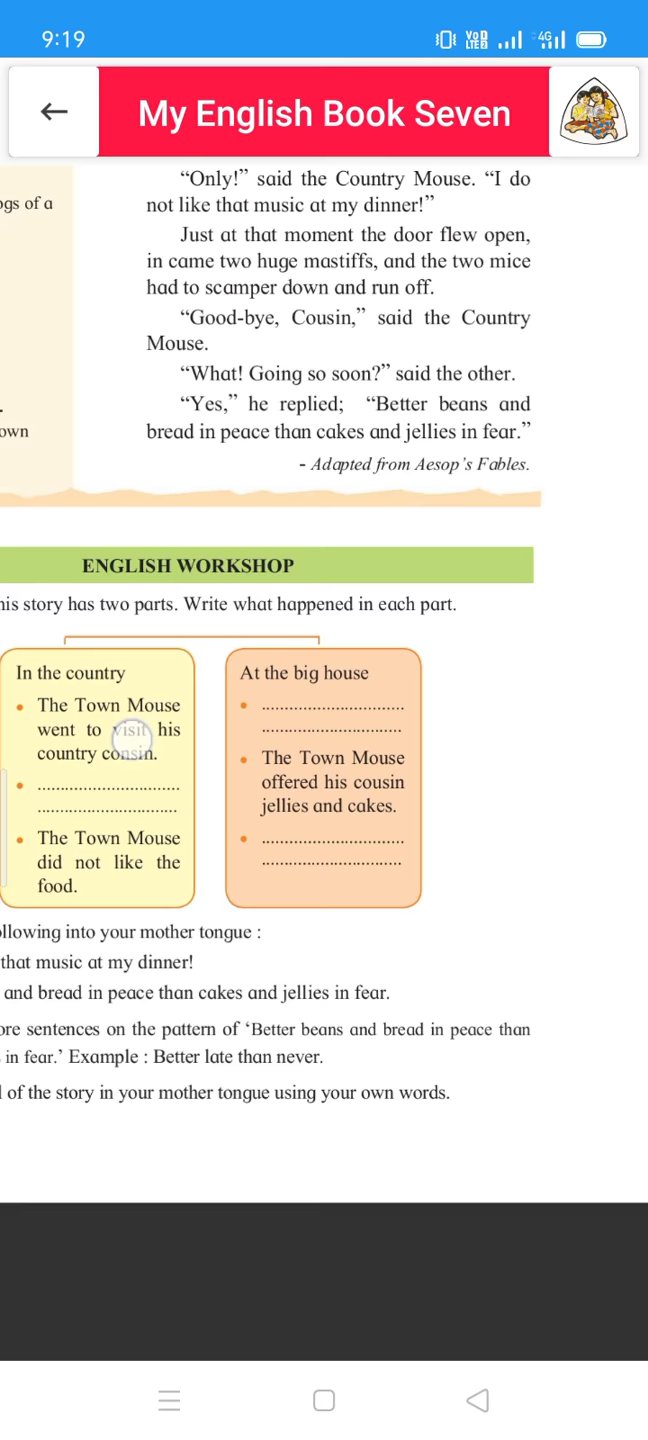 9:19
VoD
LTE
4G
My English Book Seven
“Only!” said the Country Mouse. “I do
not like that music at my dinner!”
ogs of a
Just at that moment the door flew open,
in came two huge mastiffs, and the two mice
had to scamper down and run off.
“Good-bye, Cousin,” said the Country
Mouse.
“What! Going so soon?” said the other.
“Yes,” he replied; “Better beans and
own
bread in peace than cakes and jellies in fear.”
- Adapted from Aesop’s Fables.
ENGLISH WORKSHOP
his story has two parts. Write what happened in each part.
In the country
• The Town Mouse
went to visit his
country consin.
• ..............................
..............................
• The Town Mouse
did not like the
food.
At the big house
• ..............................
..............................
• The Town Mouse
offered his cousin
jellies and cakes.
• ..............................
..............................
ollowing into your mother tongue :
that music at my dinner!
and bread in peace than cakes and jellies in fear.
ore sentences on the pattern of ‘Better beans and bread in peace than
in fear.’ Example : Better late than never.
l of the story in your mother tongue using your own words.